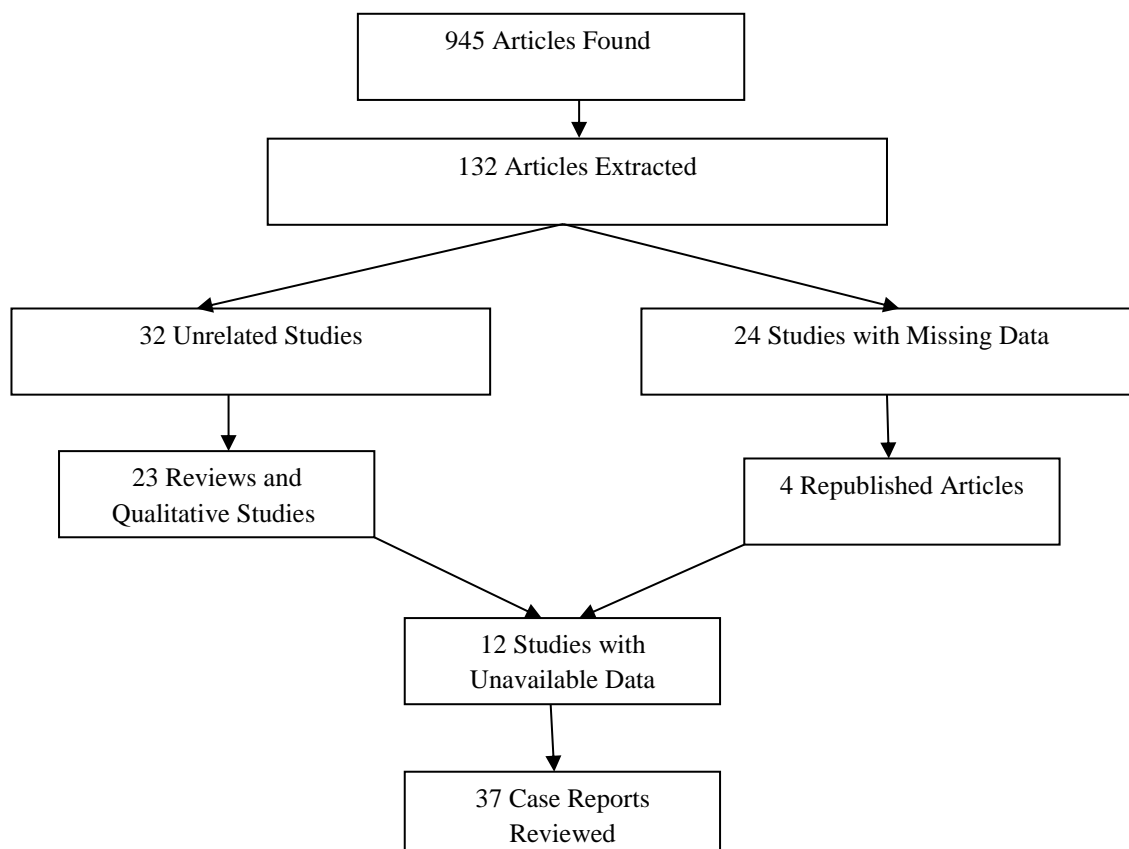 945 Articles Found
132 Articles Extracted
32 Unrelated Studies
24 Studies with Missing Data
23 Reviews and
Qualitative Studies
4 Republished Articles
12 Studies with
Unavailable Data
37 Case Reports
Reviewed